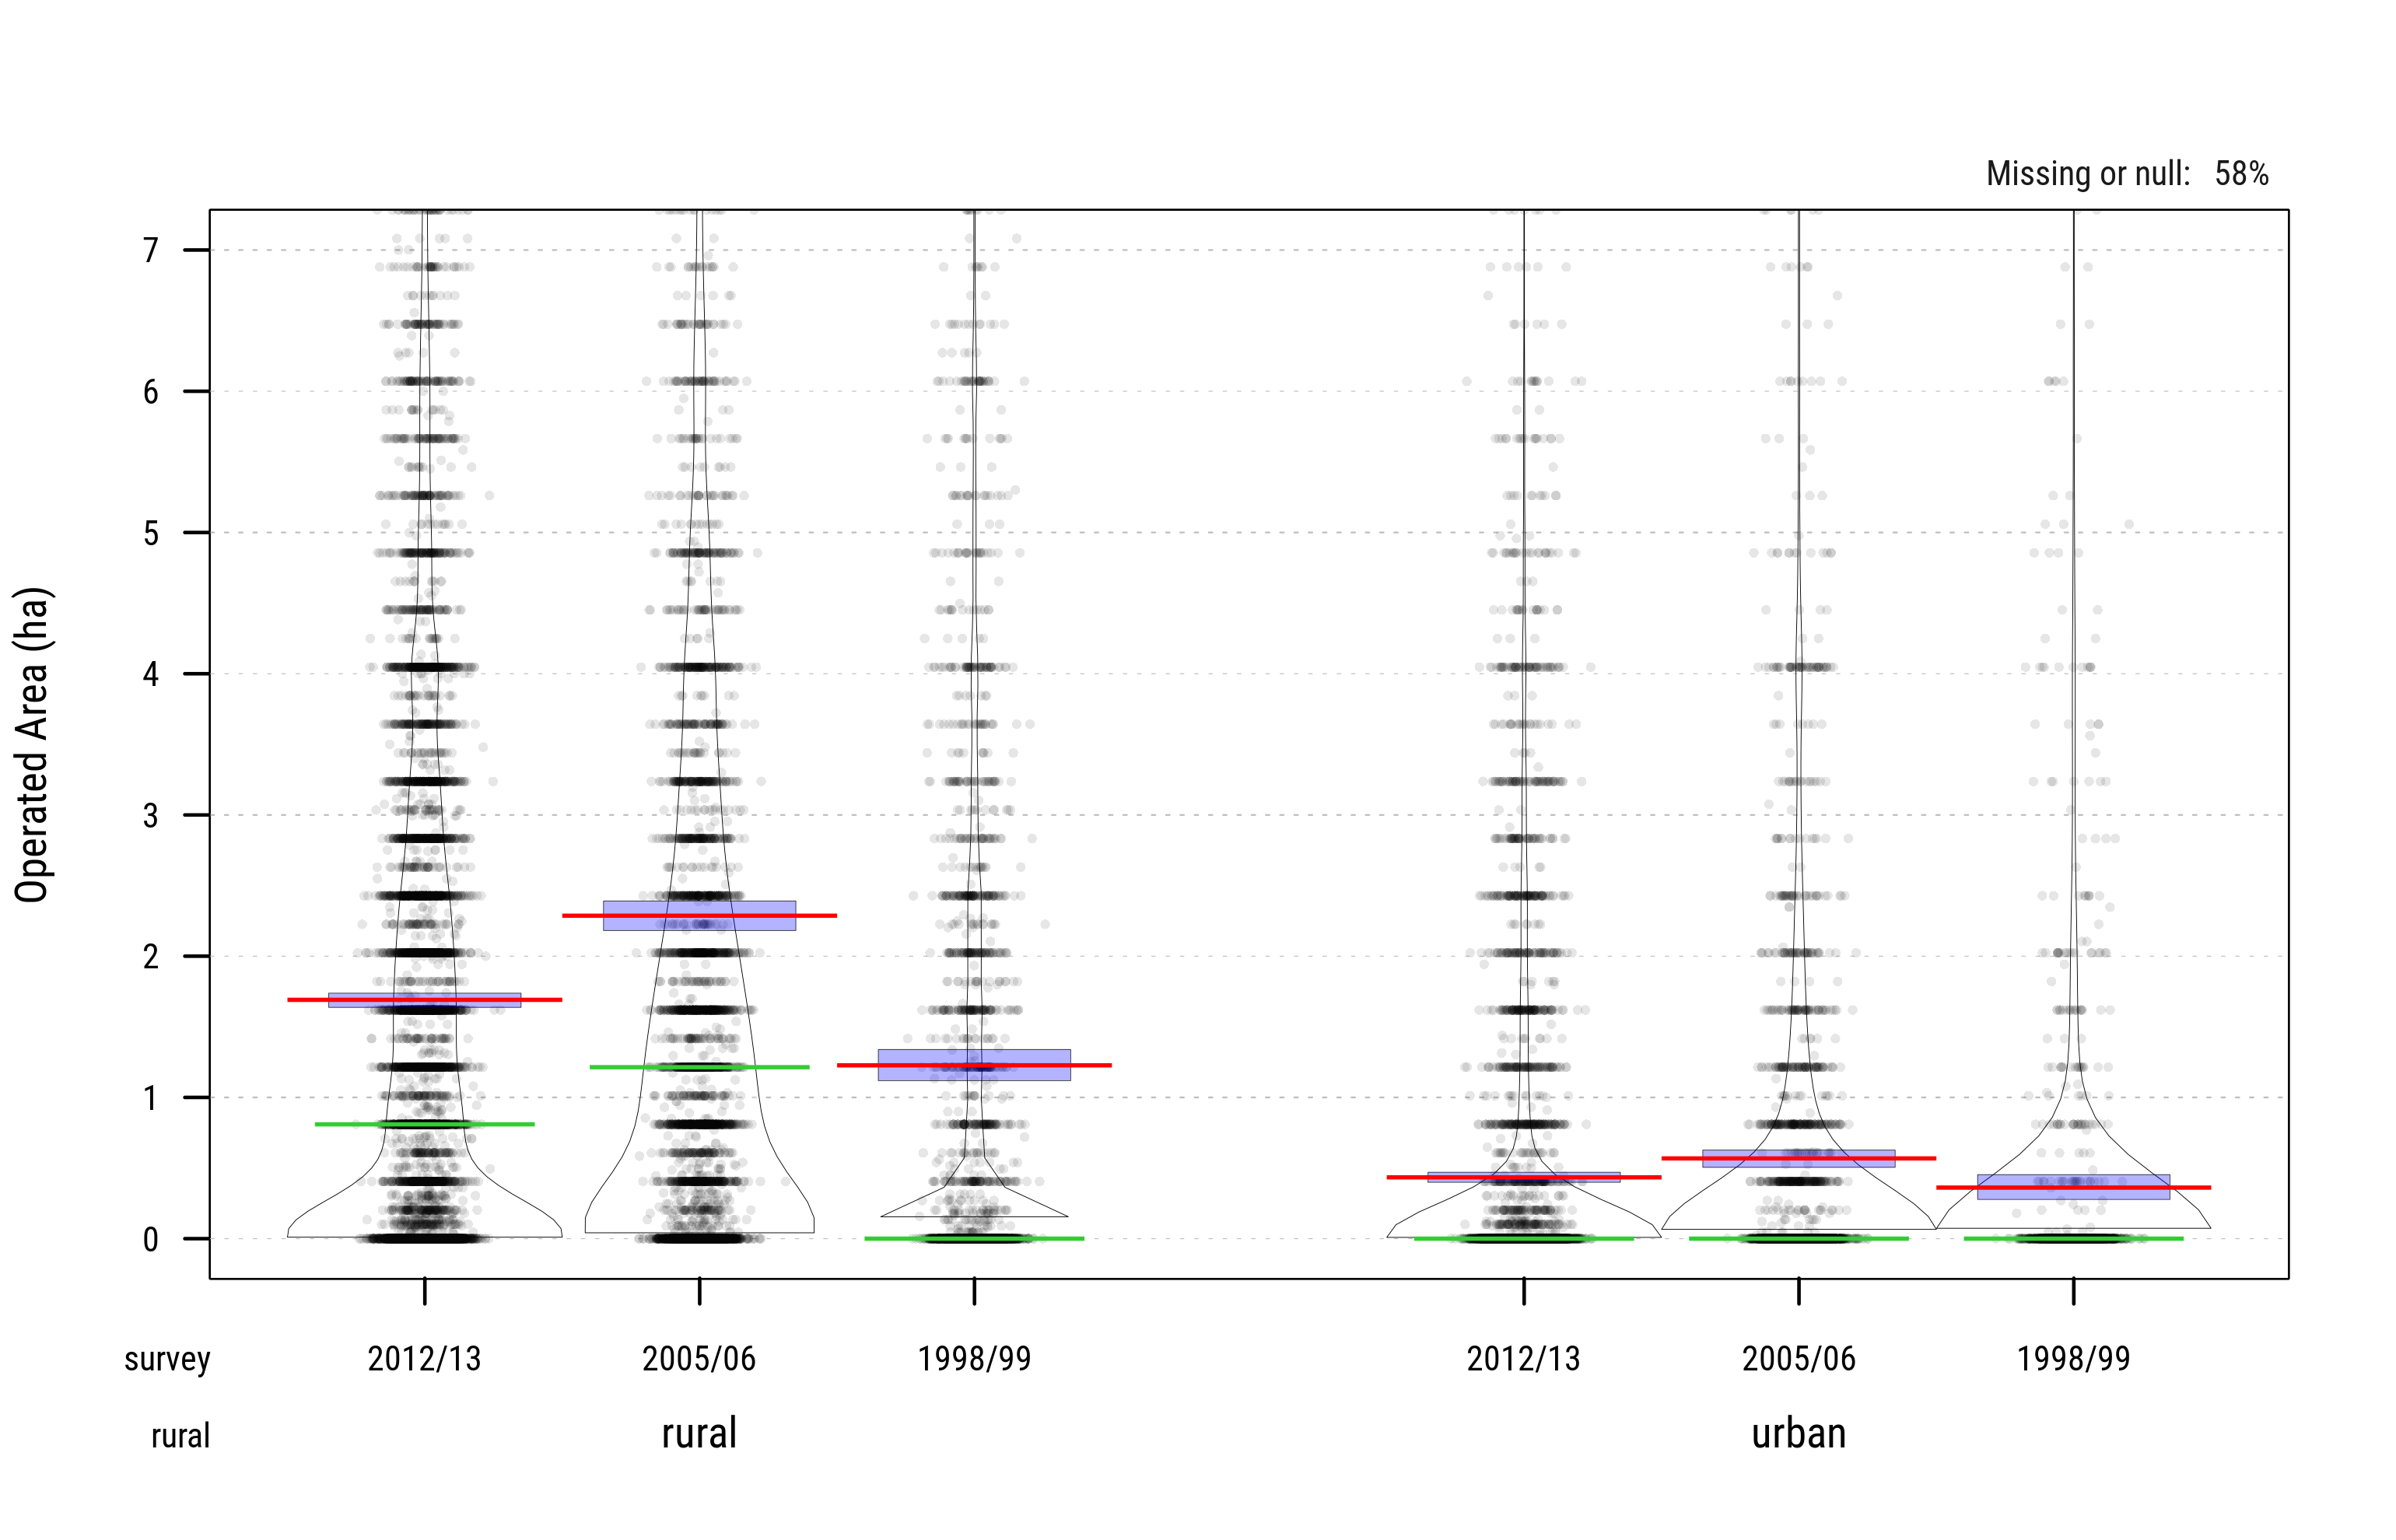 Missing or null: 58%
Operated Area (ha)
7
6
5
4
3
2
1
0
survey 2012/13 2005/06 1998/99 2012/13 2005/06 1998/99
rural rural urban